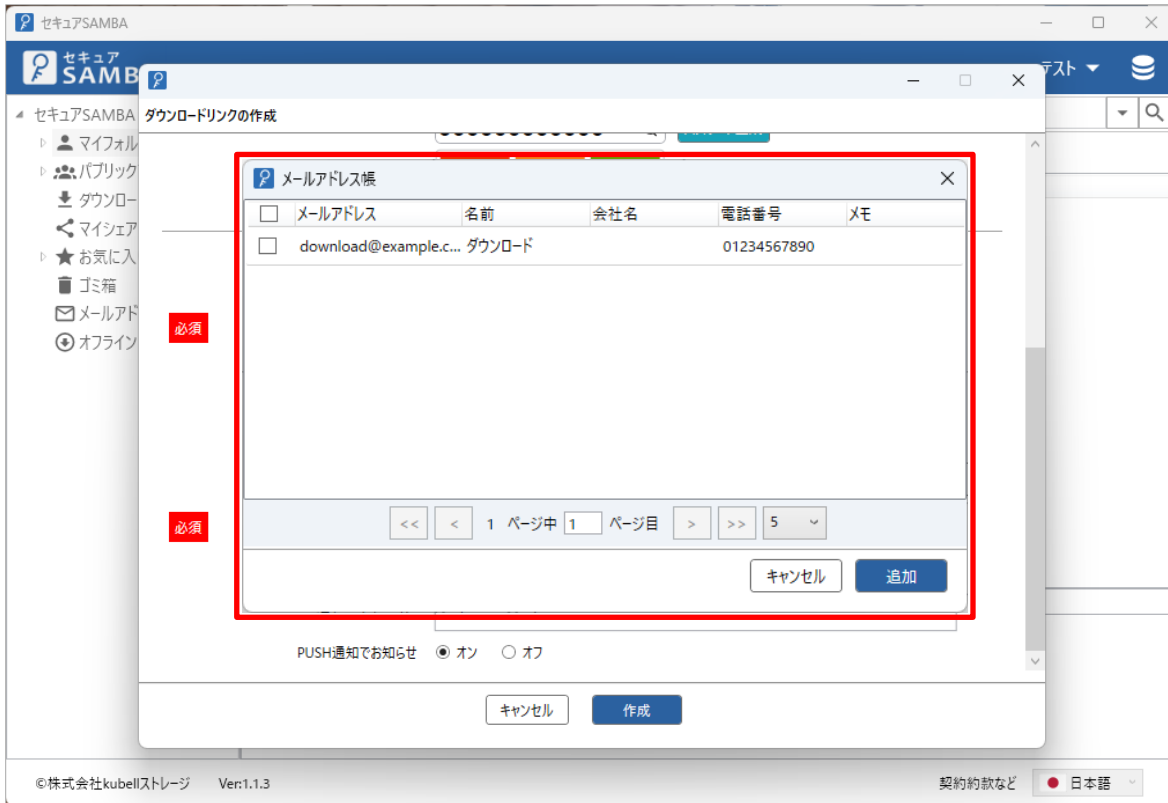 セキュアSAMBA
セキュア
SAMB
テスト
セキュアSAMBA
マイフォル
パブリック
ダウンロー
マイシェア
お気に入
ゴミ箱
メールアド
オフライン
ダウンロードリンクの作成
必須
必須
メールアドレス帳
メールアドレス 名前 会社名 電話番号 メモ
download@example.c... ダウンロード 01234567890
<< < 1 ページ中 1 ページ目 > >> 5
キャンセル 追加
PUSH通知でお知らせ オン オフ
キャンセル 作成
©株式会社kubellストレージ Ver:1.1.3 契約約款など 日本語